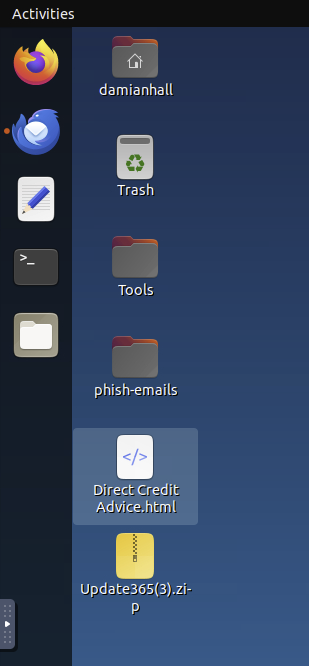 Activities
damianhall
Trash
>_
Tools
phish-emails
</>
Direct Credit
Advice.html
Update365(3).zi-
p